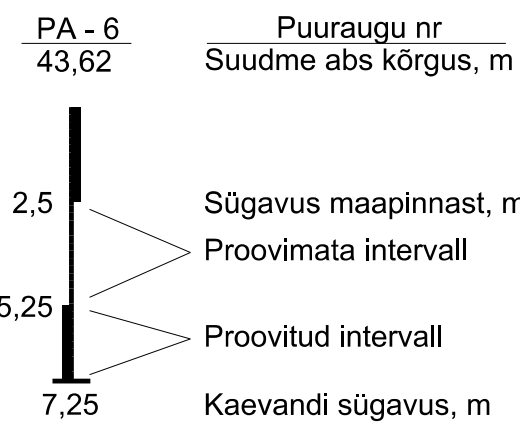 PA - 6 Puuraugu nr
43,62 Suudme abs kõrgus, m
2,5 Sügavus maapinnast, m
Proovimata intervall
5,25
Proovitud intervall
7,25 Kaevandi sügavus, m